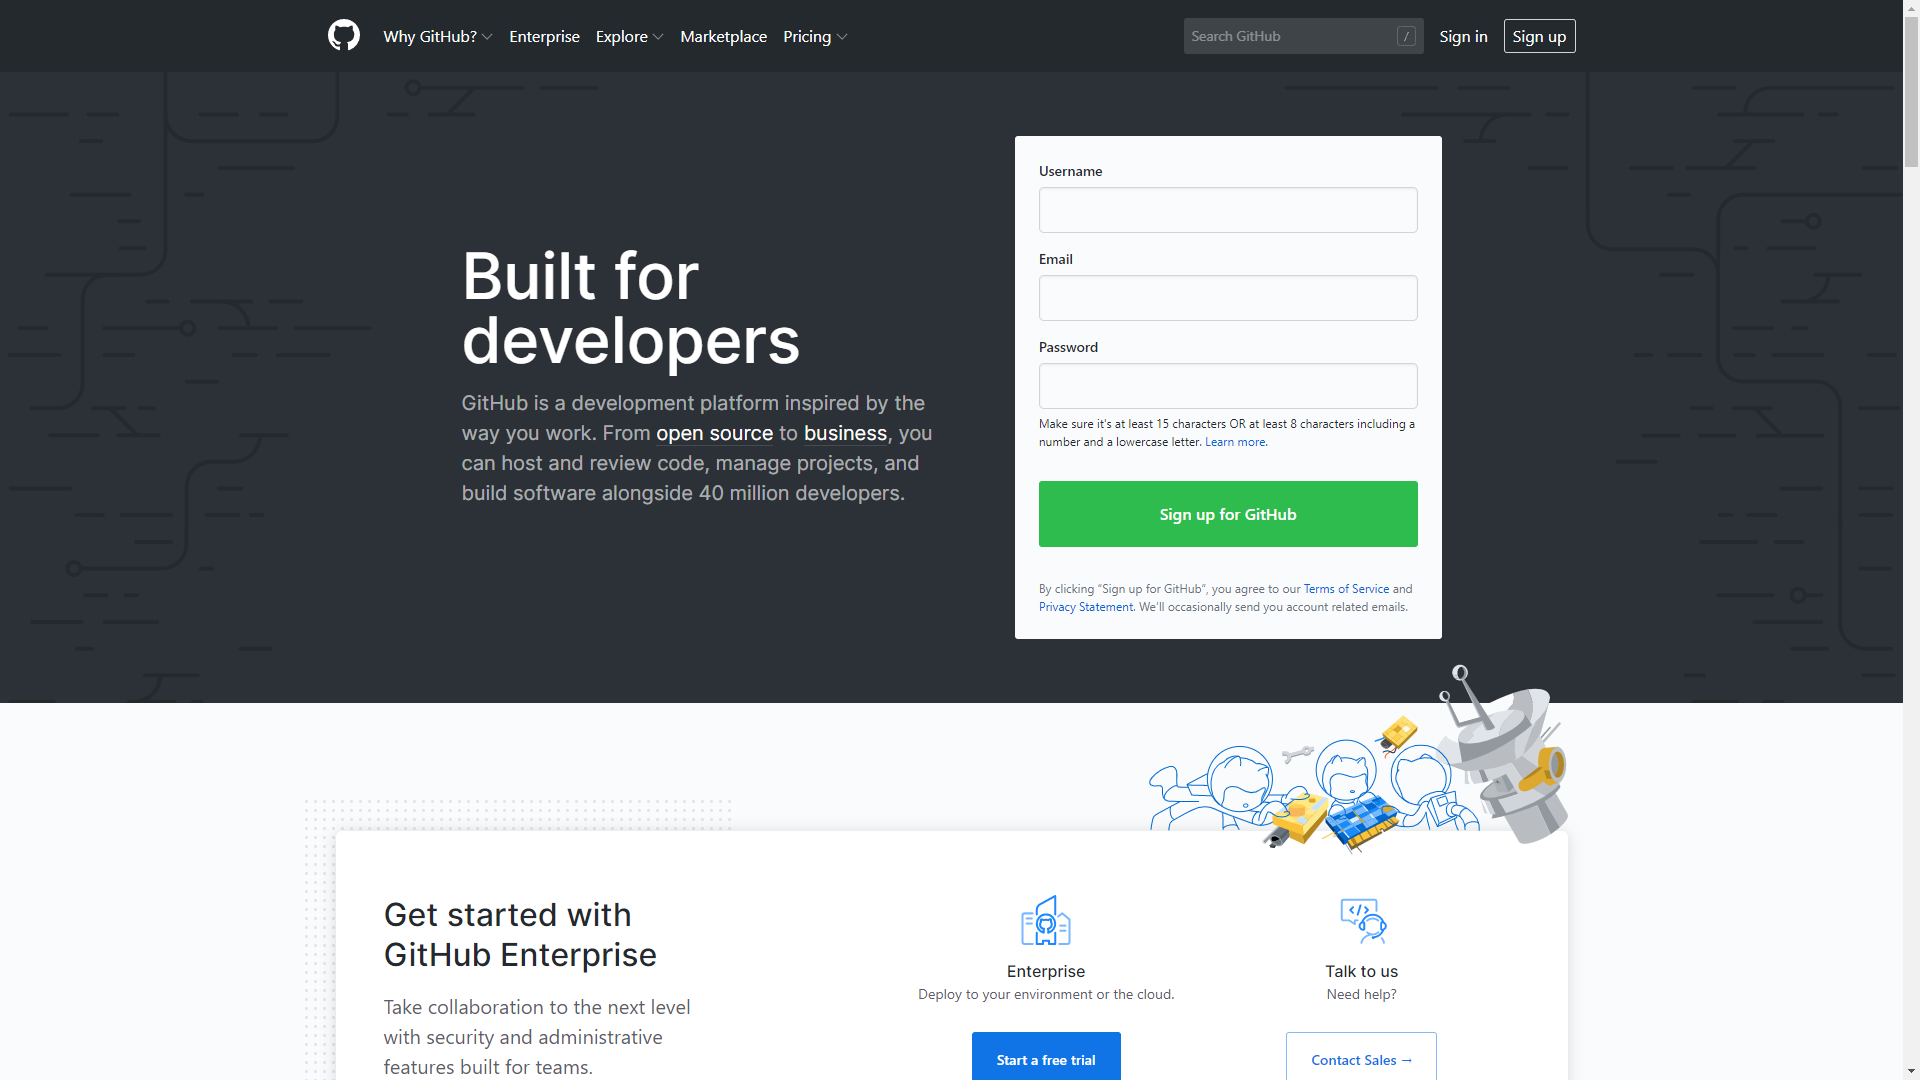 Why GitHub? Enterprise Explore Marketplace Pricing Search GitHub / Sign in Sign up
Built for
developers
GitHub is a development platform inspired by the
way you work. From open source to business, you
can host and review code, manage projects, and
build software alongside 40 million developers.
Username
Email
Password
Make sure it's at least 15 characters OR at least 8 characters including a
number and a lowercase letter. Learn more.
Sign up for GitHub
By clicking “Sign up for GitHub”, you agree to our Terms of Service and
Privacy Statement. We’ll occasionally send you account related emails.
Get started with
GitHub Enterprise
Take collaboration to the next level
with security and administrative
features built for teams.
Enterprise
Deploy to your environment or the cloud.
Start a free trial
</>
Talk to us
Need help?
Contact Sales →